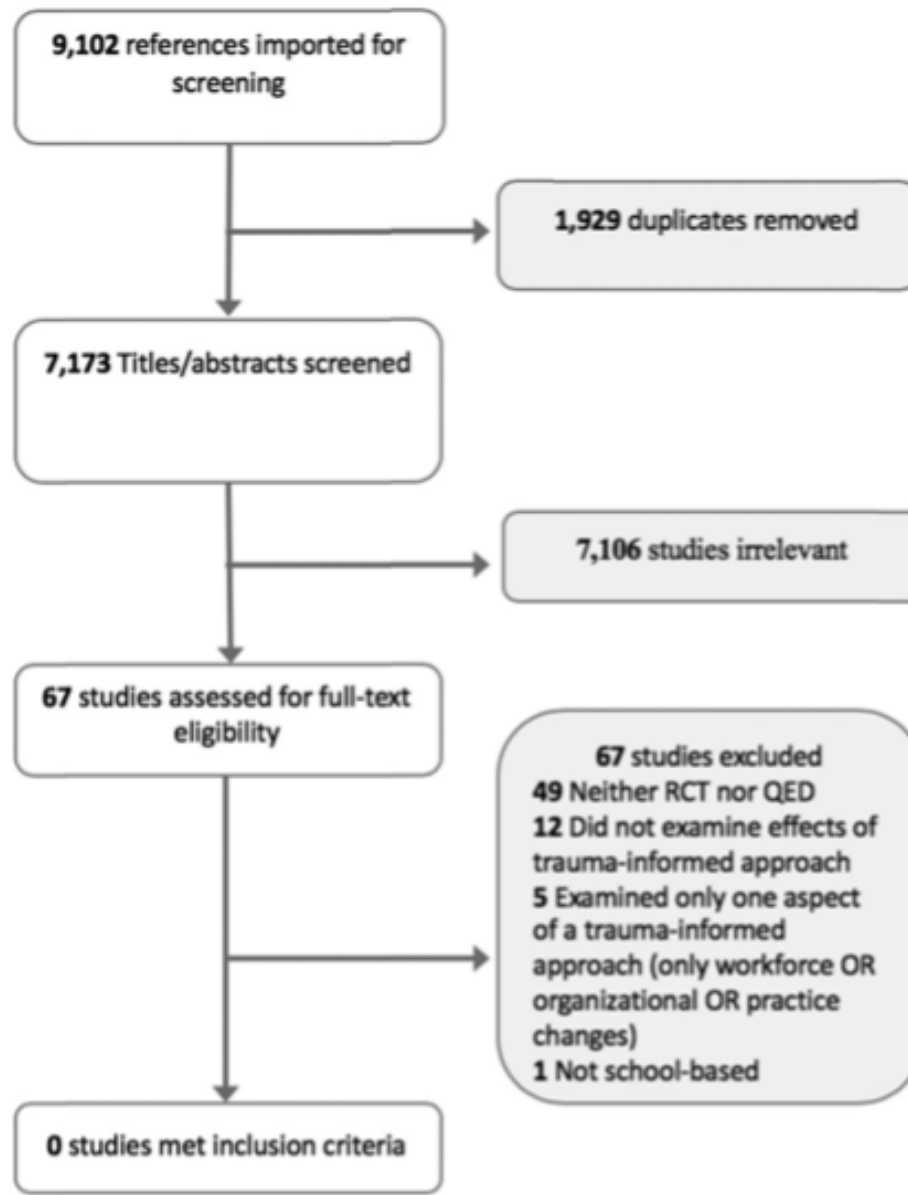 9,102 references imported for
screening
1,929 duplicates removed
7,173 Titles/abstracts screened
7,106 studies irrelevant
67 studies assessed for full-text
eligibility
67 studies excluded
49 Neither RCT nor QED
12 Did not examine effects of
trauma-informed approach
5 Examined only one aspect
of a trauma-informed
approach (only workforce OR
organizational OR practice
changes)
1 Not school-based
0 studies met inclusion criteria